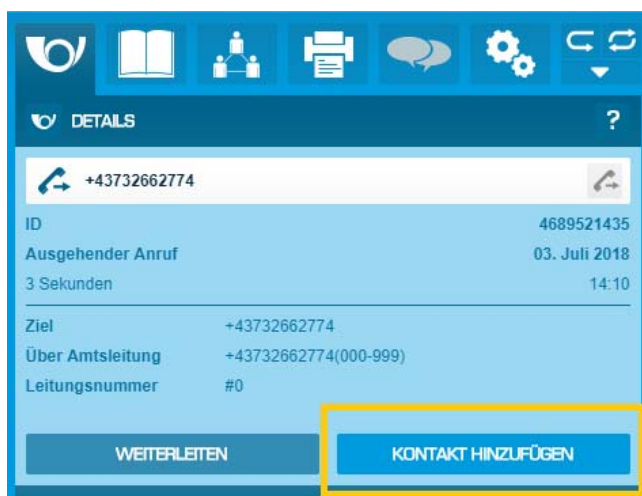 DETAILS ?
+43732662774
ID 4689521435
Ausgehender Anruf 03. Juli 2018
3 Sekunden 14:10
Ziel +43732662774
Über Amtsleitung +43732662774(000-999)
Leitungsnummer #0
WEITERLEITEN KONTAKT HINZUFÜGEN